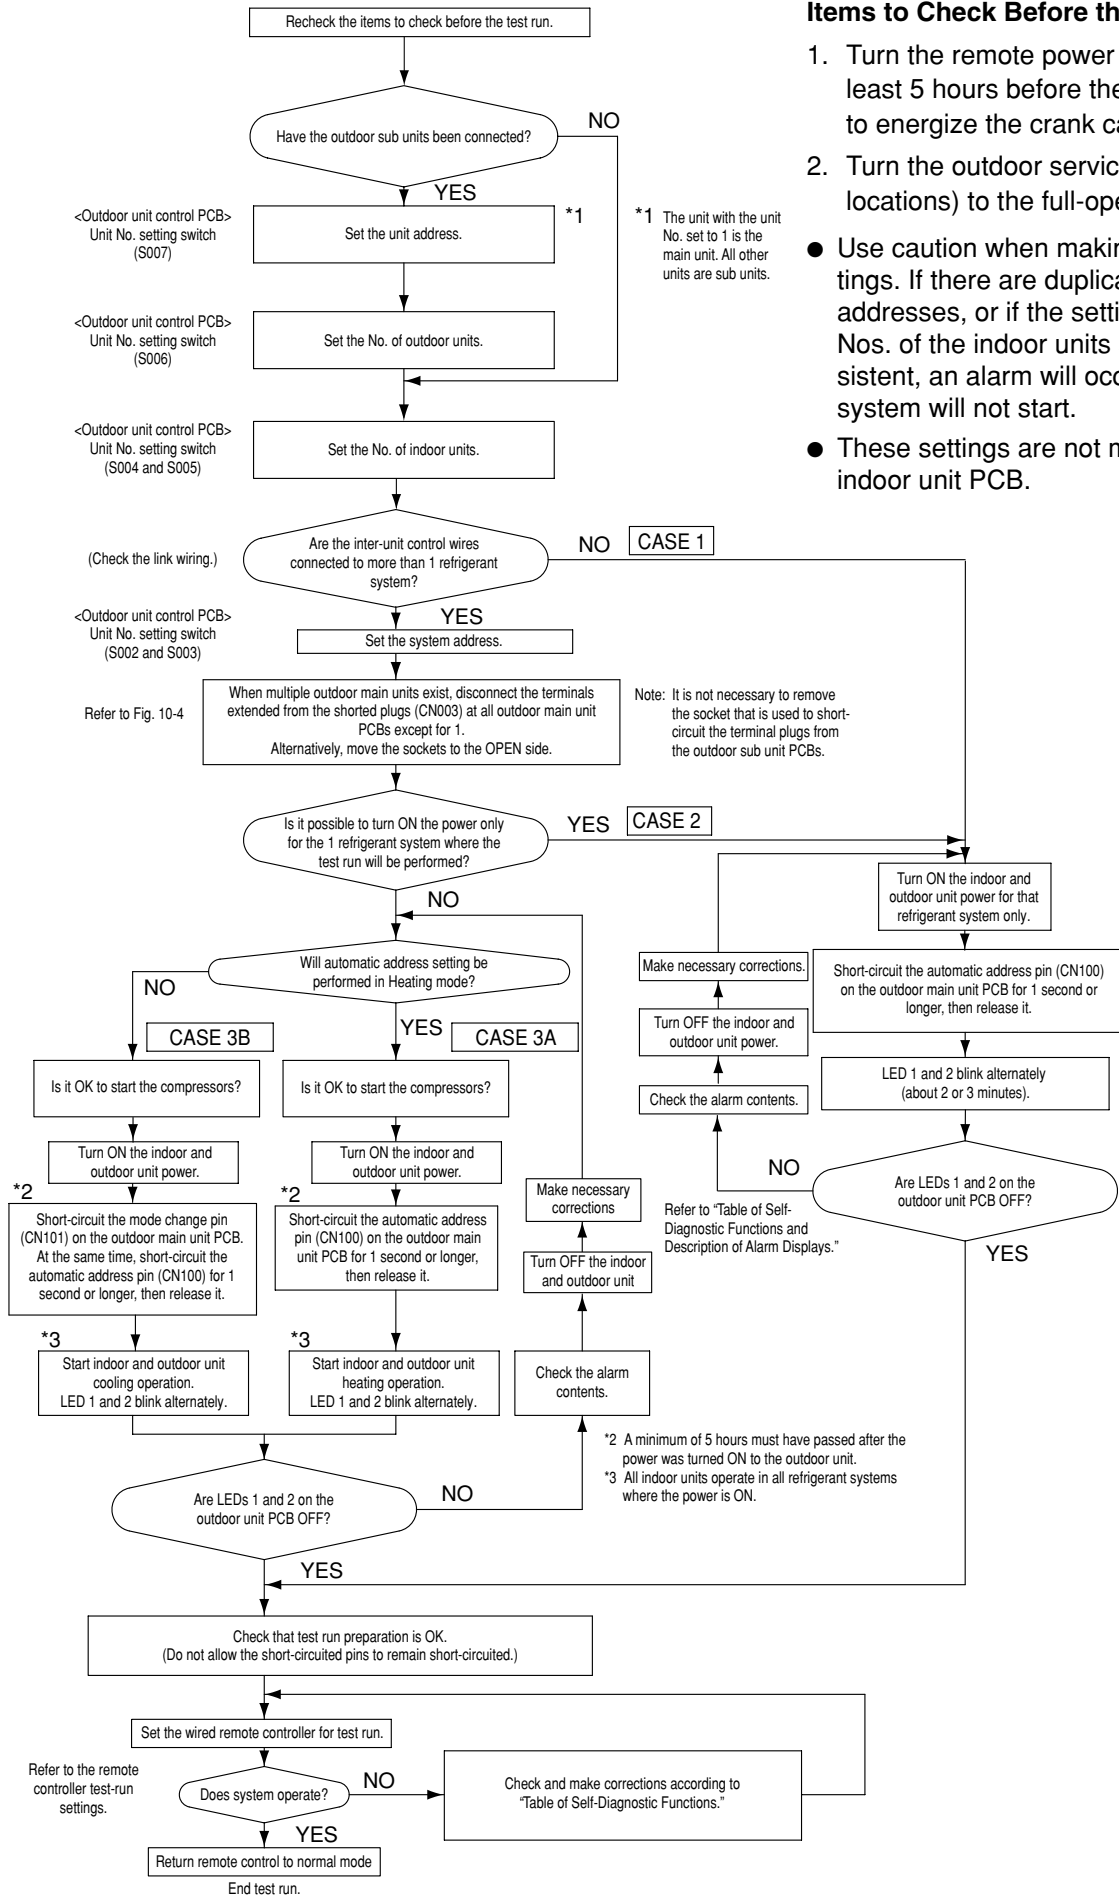 Recheck the items to check before the test run.
Have the outdoor sub units been connected?
NO
YES
<Outdoor unit control PCB>
Unit No. setting switch
(S007)
Set the unit address.
*1
*1 The unit with the unit
No. set to 1 is the
main unit. All other
units are sub units.
<Outdoor unit control PCB>
Unit No. setting switch
(S006)
Set the No. of outdoor units.
<Outdoor unit control PCB>
Unit No. setting switch
(S004 and S005)
Set the No. of indoor units.
(Check the link wiring.)
Are the inter-unit control wires
connected to more than 1 refrigerant
system?
NO
CASE 1
YES
<Outdoor unit control PCB>
Unit No. setting switch
(S002 and S003)
Set the system address.
Refer to Fig. 10-4
When multiple outdoor main units exist, disconnect the terminals
extended from the shorted plugs (CN003) at all outdoor main unit
PCBs except for 1.
Alternatively, move the sockets to the OPEN side.
Note: It is not necessary to remove
the socket that is used to short-
circuit the terminal plugs from
the outdoor sub unit PCBs.
Is it possible to turn ON the power only
for the 1 refrigerant system where the
test run will be performed?
YES
CASE 2
NO
Will automatic address setting be
performed in Heating mode?
NO
YES
CASE 3B
CASE 3A
Is it OK to start the compressors?
Is it OK to start the compressors?
Turn ON the indoor and
outdoor unit power.
Turn ON the indoor and
outdoor unit power.
*2
Short-circuit the mode change pin
(CN101) on the outdoor main unit PCB.
At the same time, short-circuit the
automatic address pin (CN100) for 1
second or longer, then release it.
*2
Short-circuit the automatic address
pin (CN100) on the outdoor main
unit PCB for 1 second or longer,
then release it.
*3
Start indoor and outdoor unit
cooling operation.
LED 1 and 2 blink alternately.
*3
Start indoor and outdoor unit
heating operation.
LED 1 and 2 blink alternately.
Make necessary
corrections
Turn OFF the indoor
and outdoor unit
Check the alarm
contents.
*2 A minimum of 5 hours must have passed after the
power was turned ON to the outdoor unit.
*3 All indoor units operate in all refrigerant systems
where the power is ON.
Are LEDs 1 and 2 on the
outdoor unit PCB OFF?
NO
YES
Turn ON the indoor and
outdoor unit power for that
refrigerant system only.
Short-circuit the automatic address pin (CN100)
on the outdoor main unit PCB for 1 second or
longer, then release it.
LED 1 and 2 blink alternately
(about 2 or 3 minutes).
Are LEDs 1 and 2 on the
outdoor unit PCB OFF?
NO
YES
Make necessary corrections.
Turn OFF the indoor and
outdoor unit power.
Check the alarm contents.
Refer to “Table of Self-
Diagnostic Functions and
Description of Alarm Displays.”
Check that test run preparation is OK.
(Do not allow the short-circuited pins to remain short-circuited.)
Set the wired remote controller for test run.
Refer to the remote
controller test-run
settings.
Does system operate?
NO
Check and make corrections according to
“Table of Self-Diagnostic Functions.”
YES
Return remote control to normal mode
End test run.
Items to Check Before th
1. Turn the remote power
least 5 hours before the
to energize the crank ca
2. Turn the outdoor servic
locations) to the full-ope
● Use caution when makin
tings. If there are duplica
addresses, or if the setti
Nos. of the indoor units
sistent, an alarm will occ
system will not start.
● These settings are not m
indoor unit PCB.